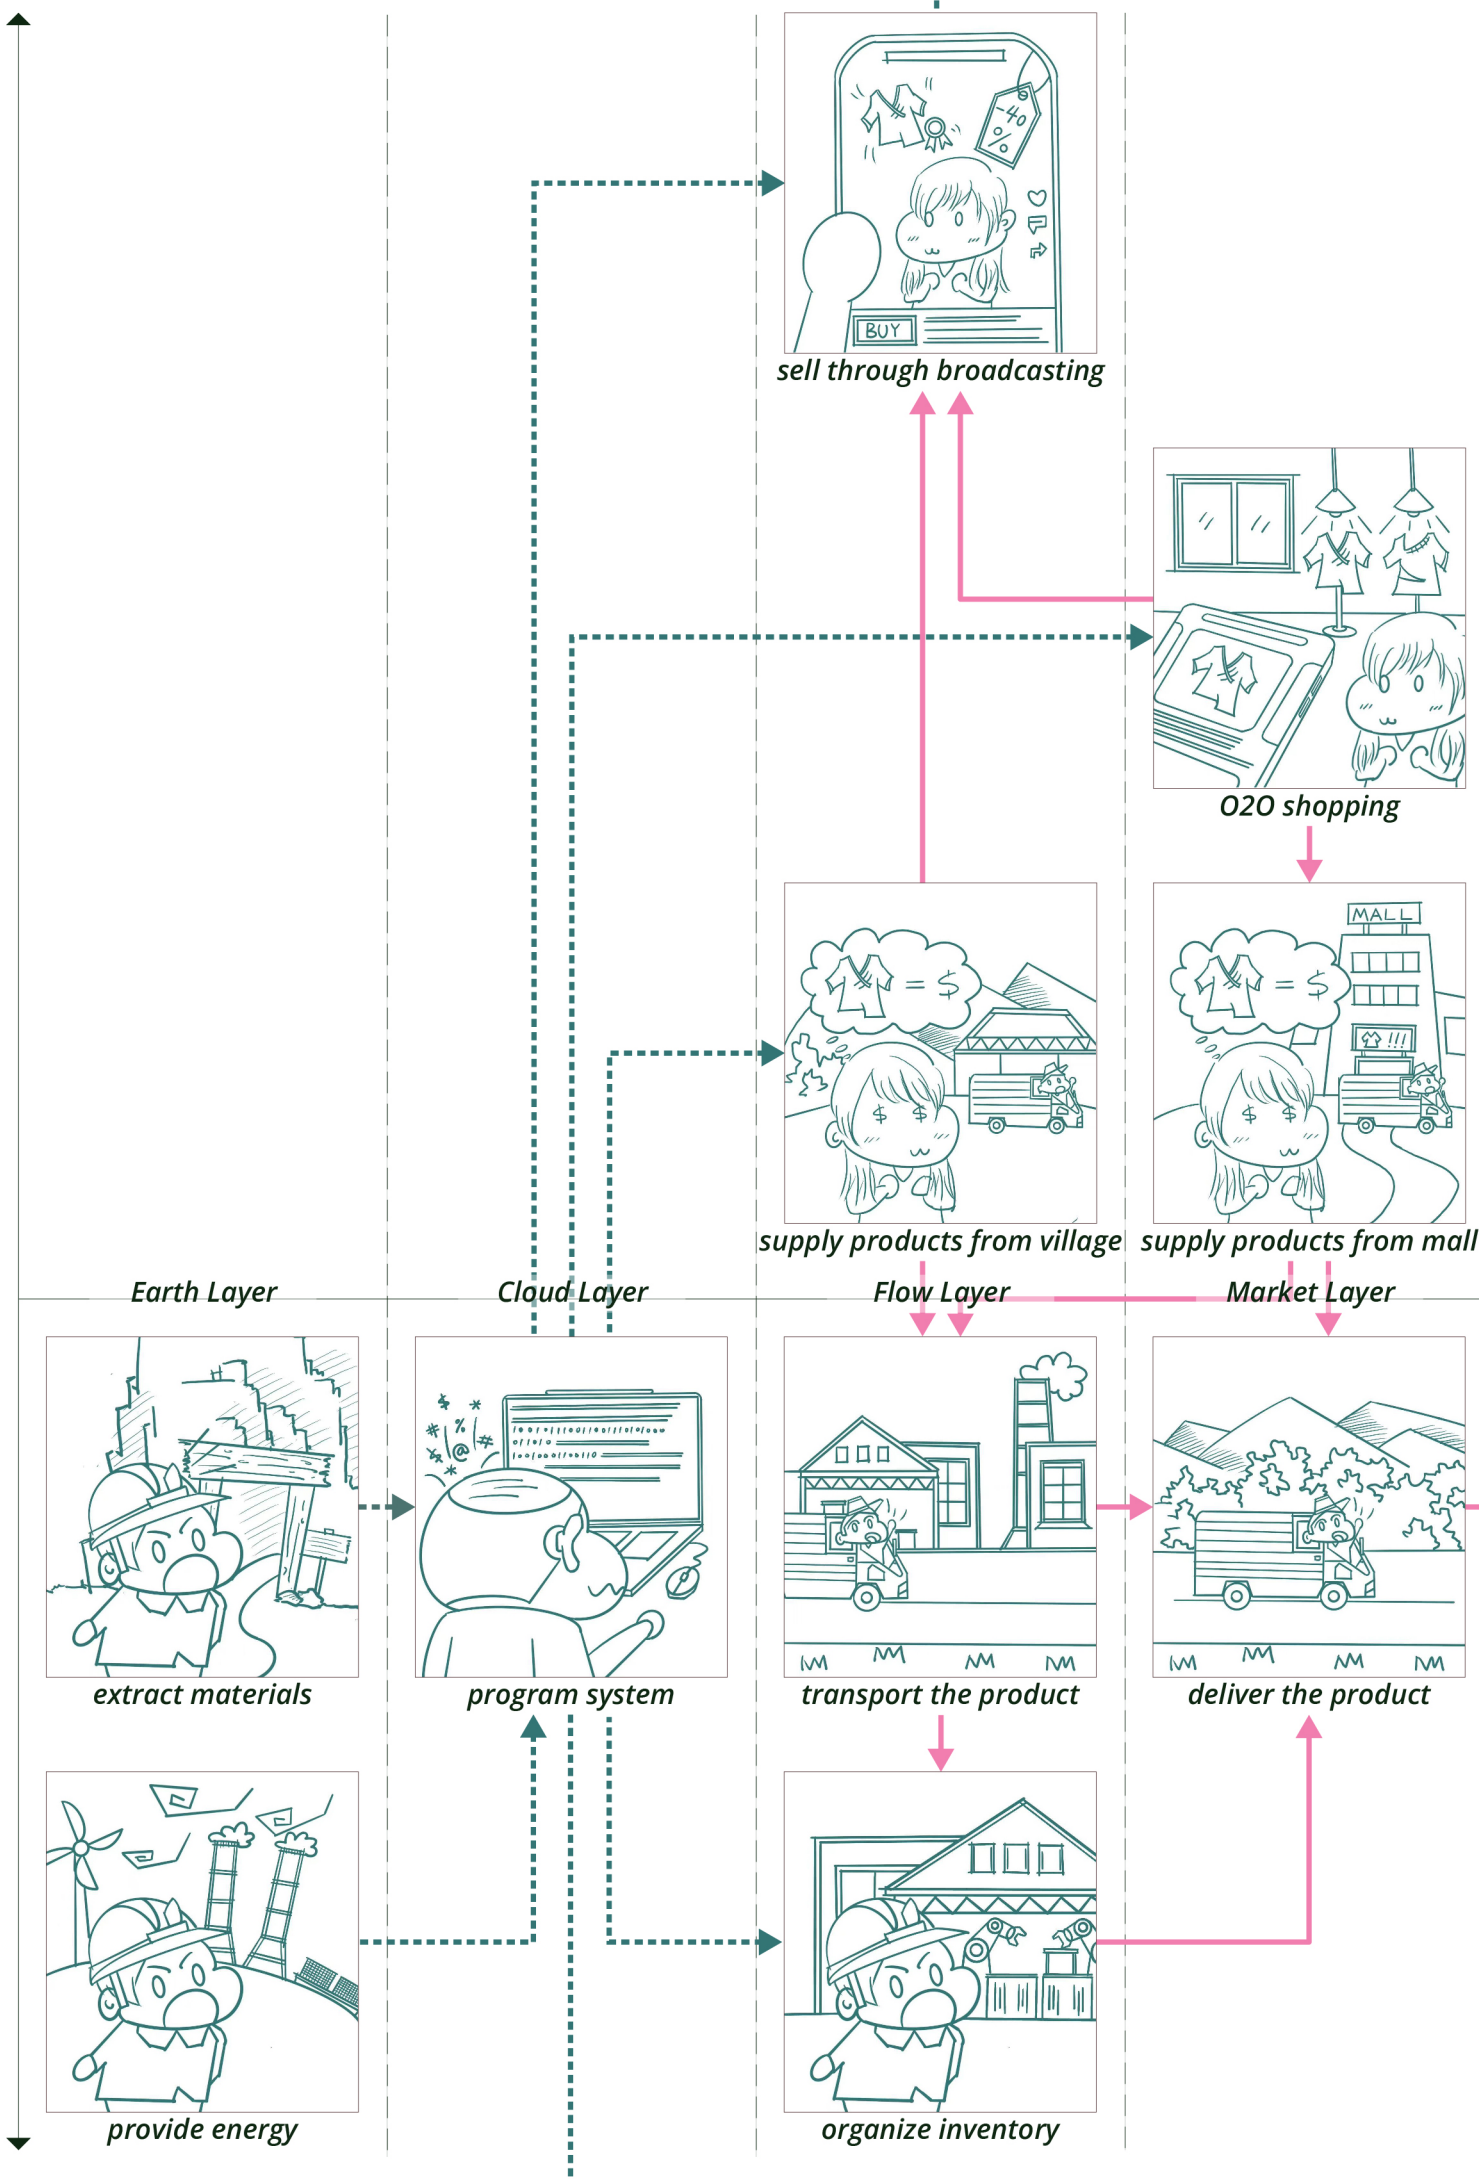 -40
%
BUY
sell through broadcasting
O2O shopping
= $
$ $
supply products from village
MALL
= $
!!!
$ $
supply products from mall
Earth Layer
Cloud Layer
Flow Layer
Market Layer
extract materials
$ *
# %
$ @ #
*
program system
transport the product
deliver the product
provide energy
organize inventory